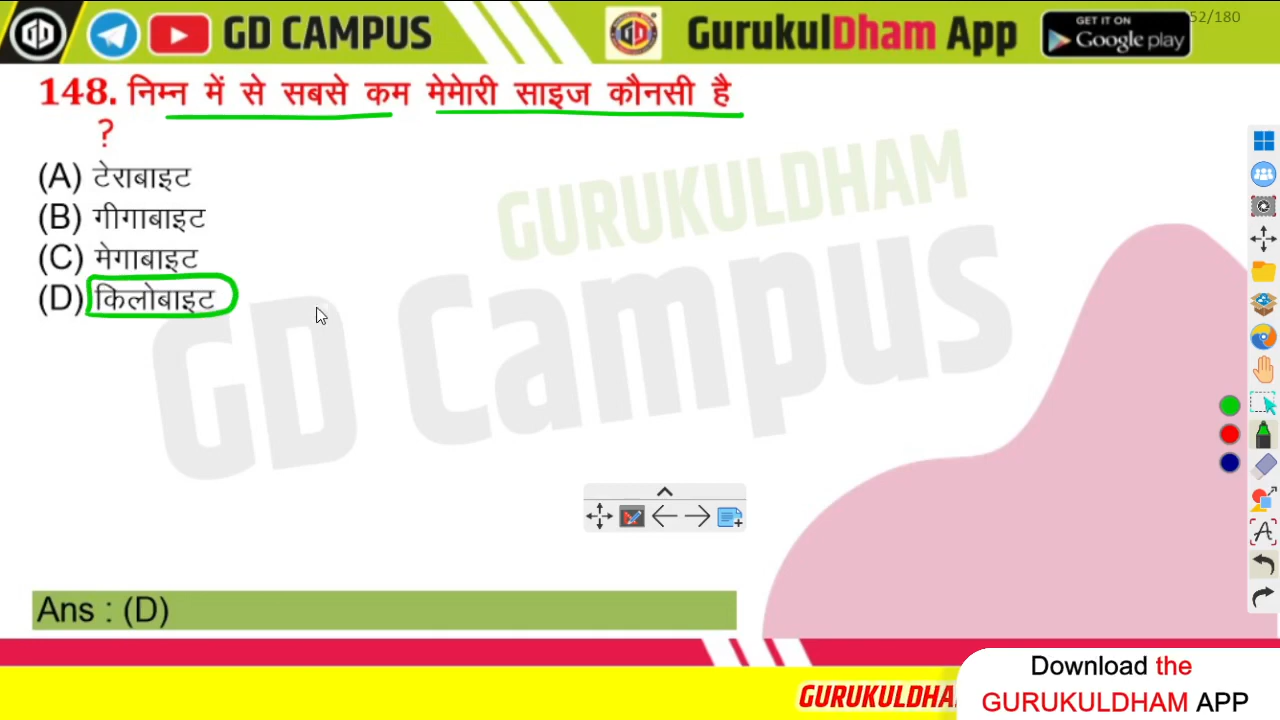 GD CAMPUS
GurukulDham App
GET IT ON
Google play
52/180
148. निम्न में से सबसे कम मेमोरी साइज कौनसी है
?
(A) टेराबाइट
(B) गीगाबाइट
(C) मेगाबाइट
(D) किलोबाइट
GURUKULDHAM
GD Campus
Ans : (D)
GURUKULDHA
Download the
GURUKULDHAM APP